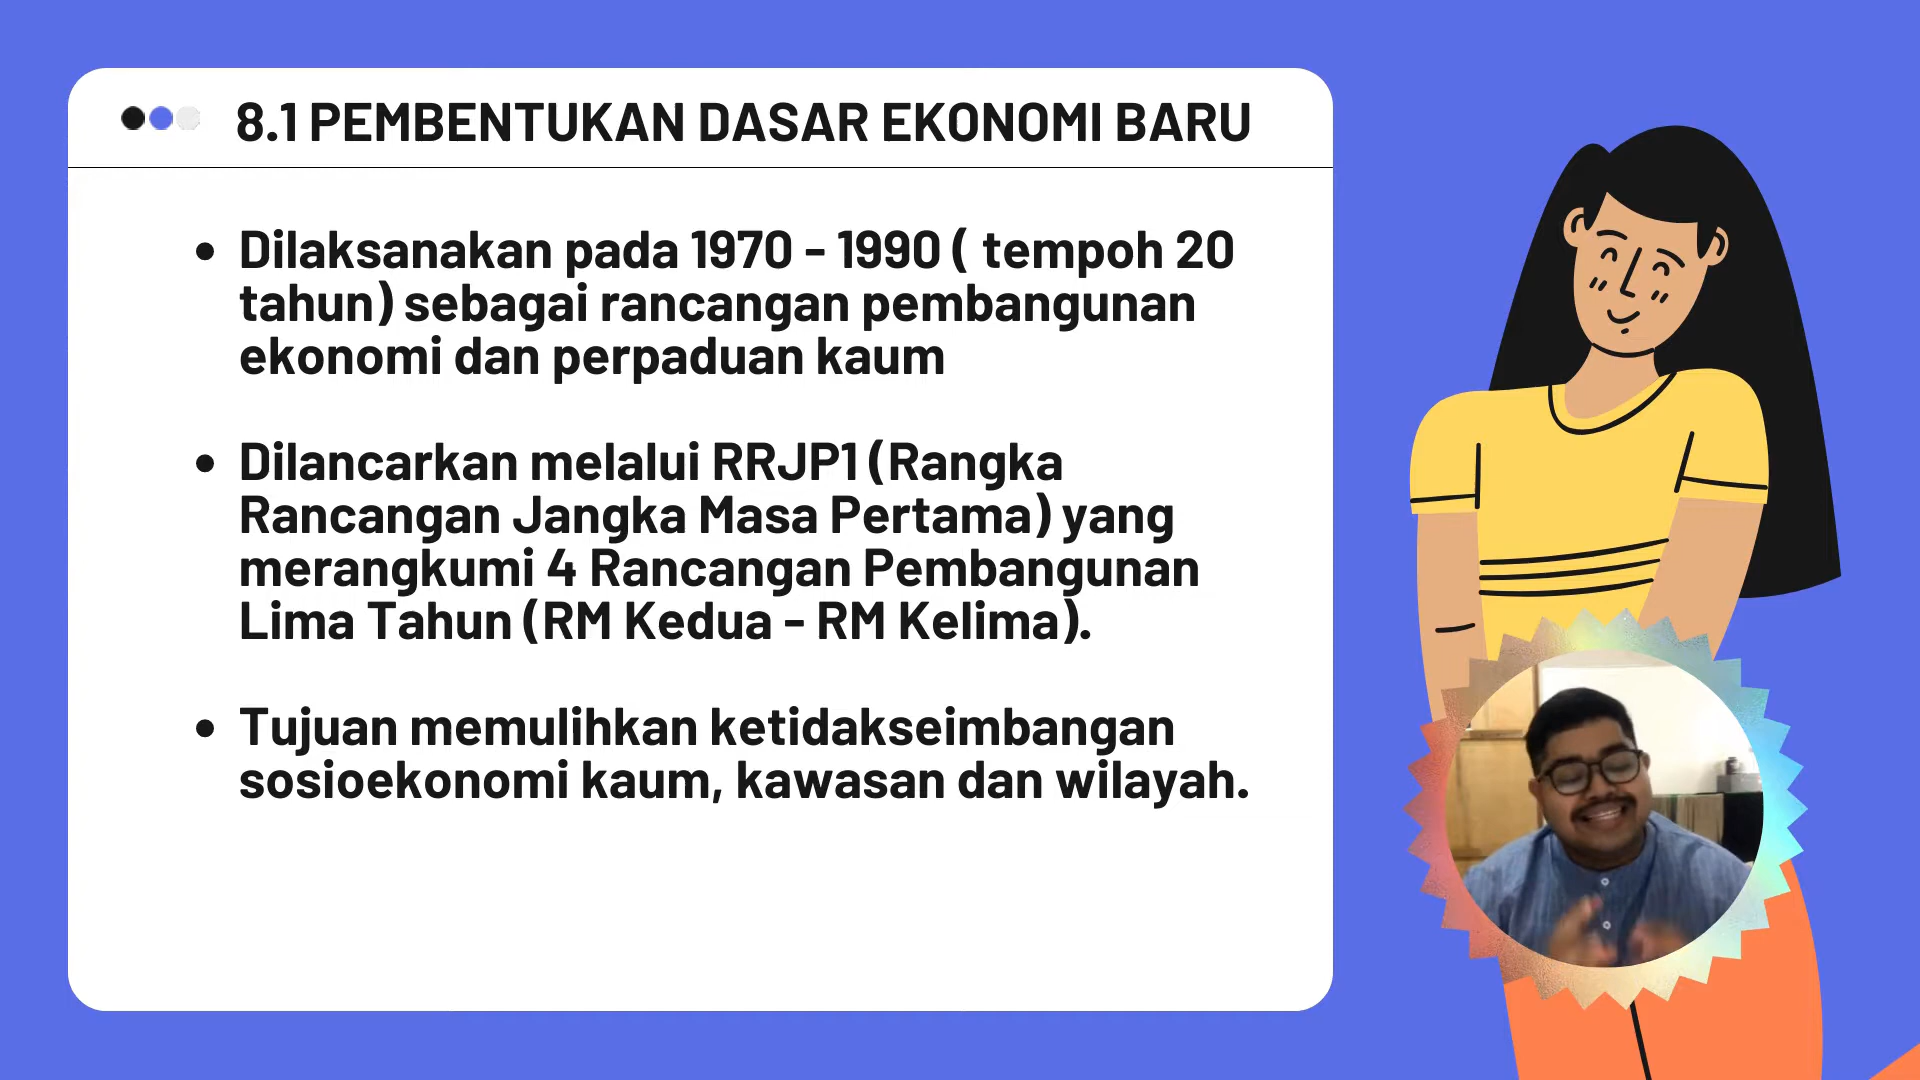 8.1 PEMBENTUKAN DASAR EKONOMI BARU
• Dilaksanakan pada 1970 - 1990 ( tempoh 20
tahun) sebagai rancangan pembangunan
ekonomi dan perpaduan kaum
• Dilancarkan melalui RRJP1 (Rangka
Rancangan Jangka Masa Pertama) yang
merangkumi 4 Rancangan Pembangunan
Lima Tahun (RM Kedua - RM Kelima).
• Tujuan memulihkan ketidakseimbangan
sosioekonomi kaum, kawasan dan wilayah.